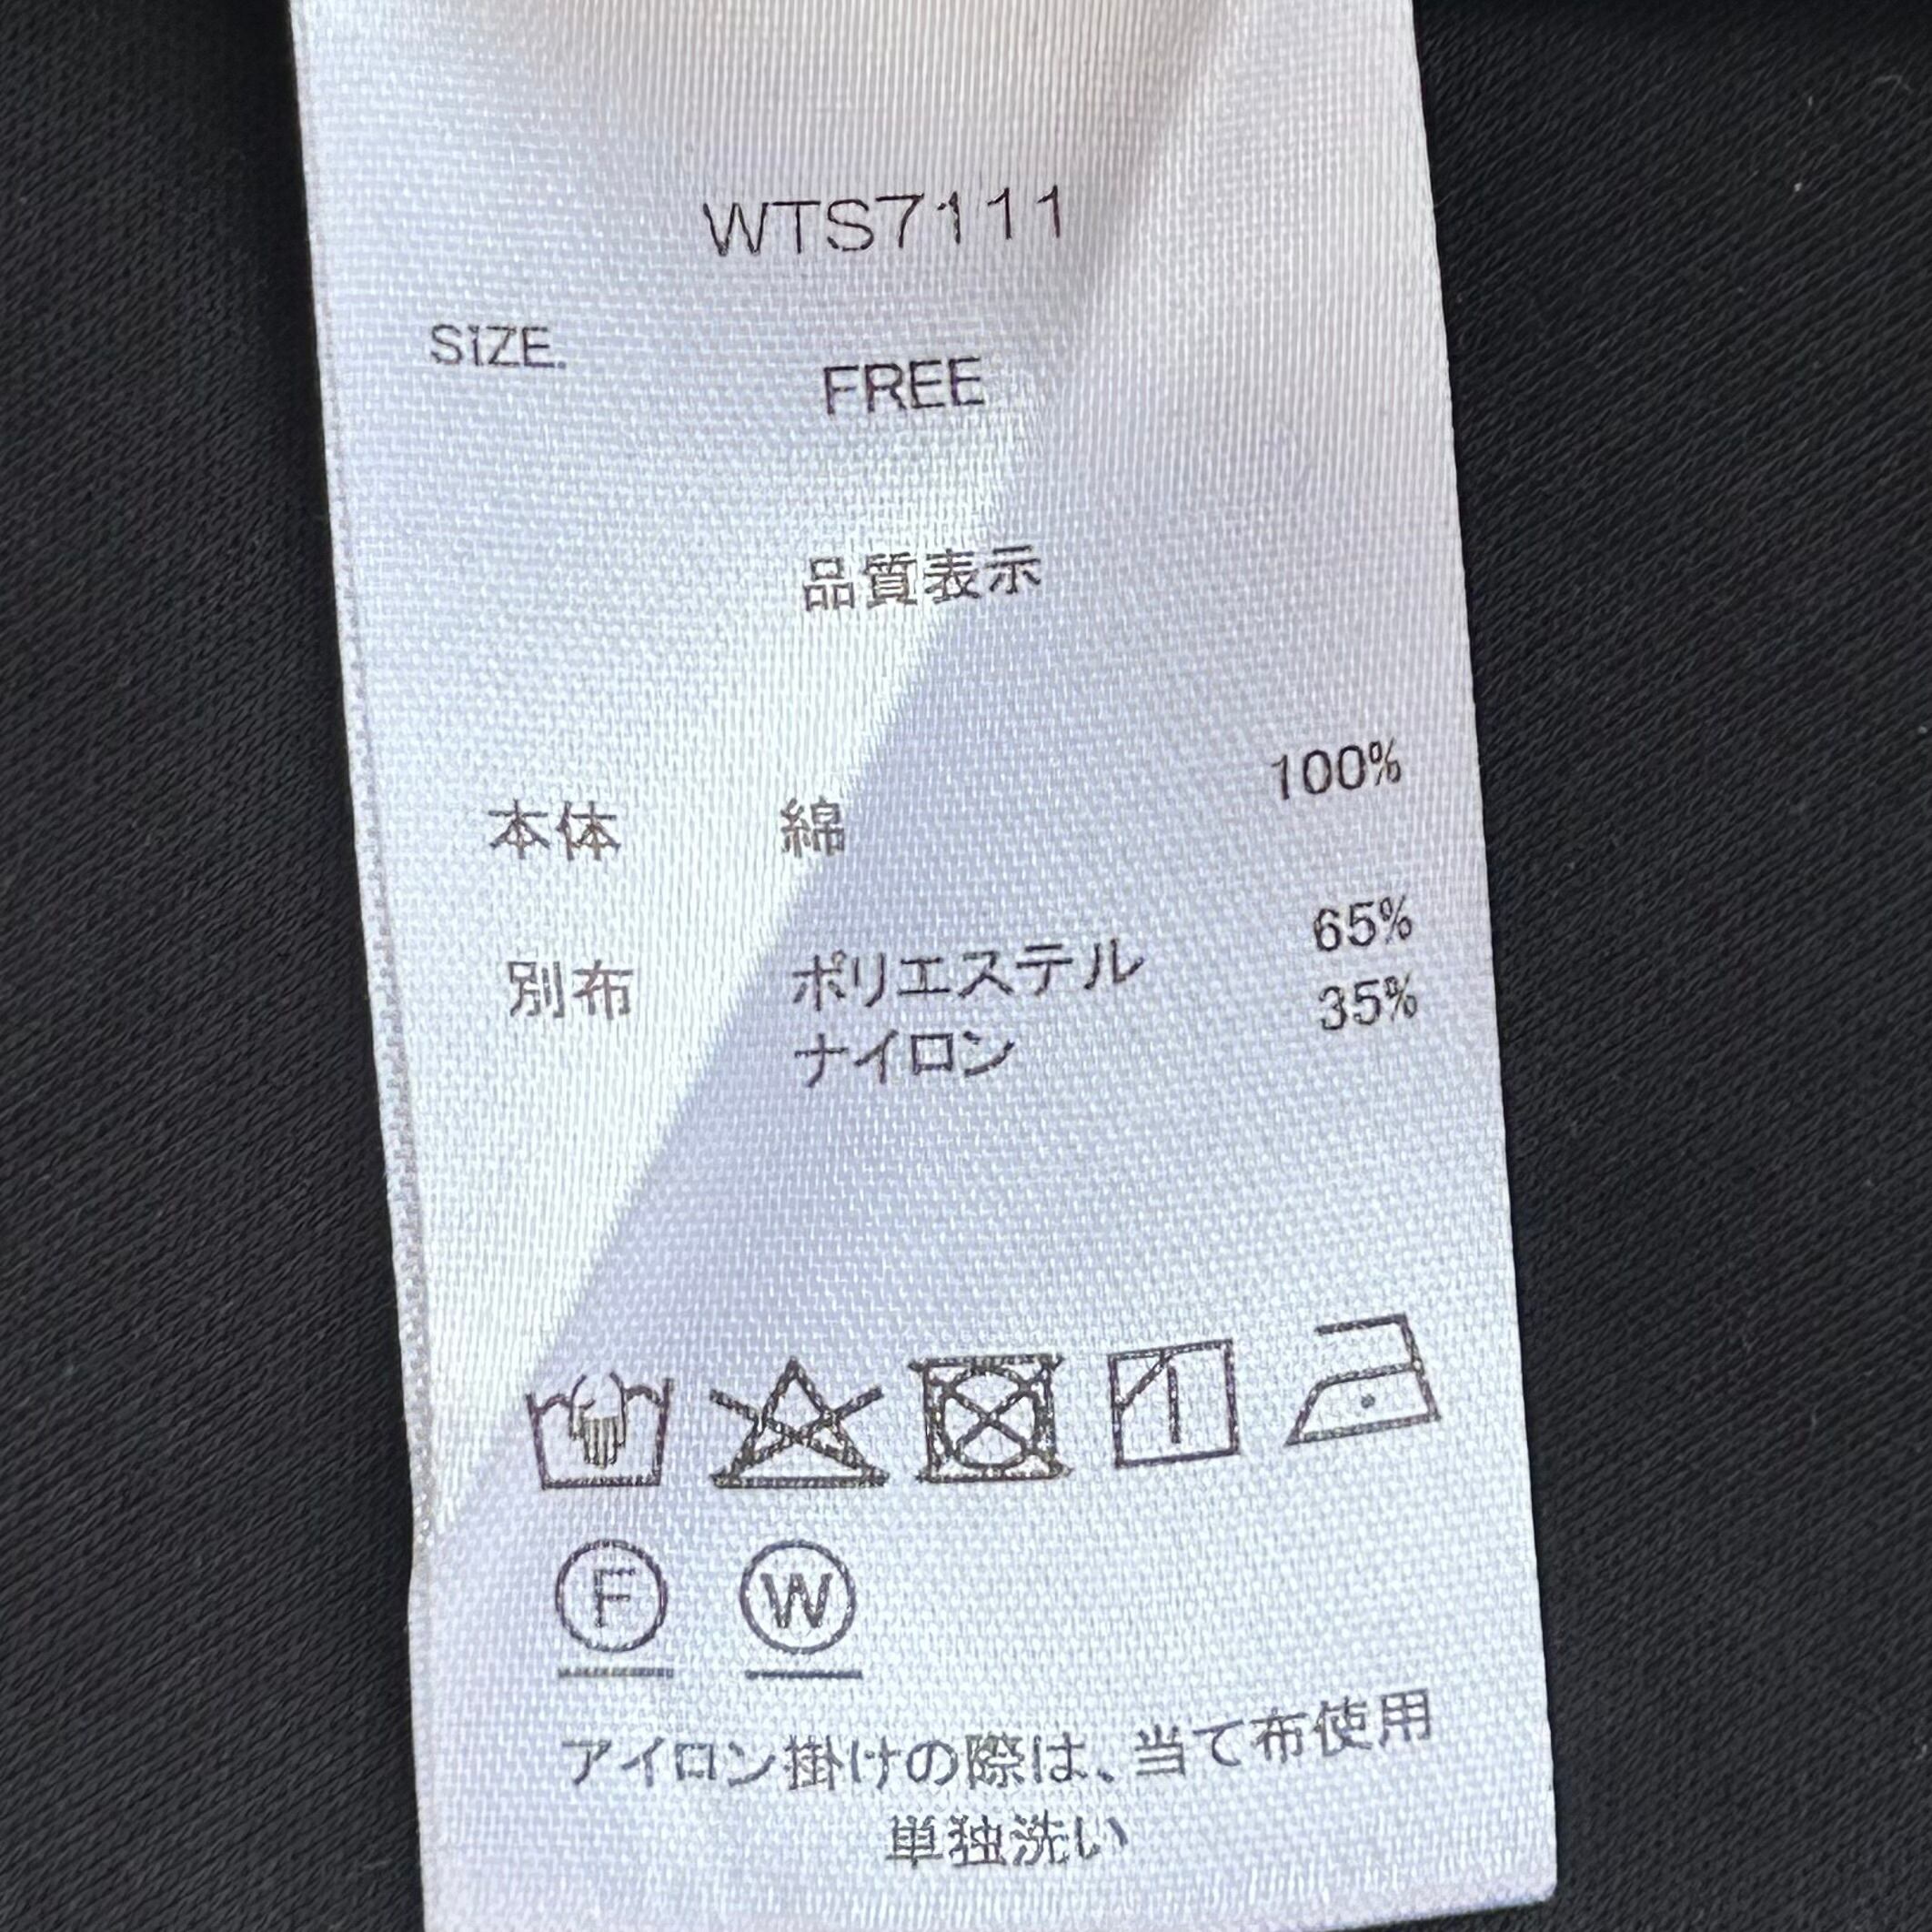 WTS7111
SiZE.
FREE
品質表示
本体 綿 100%
別布 ポリエステル 65%
ナイロン 35%
F W
アイロン掛けの際は、当て布使用
単独洗い